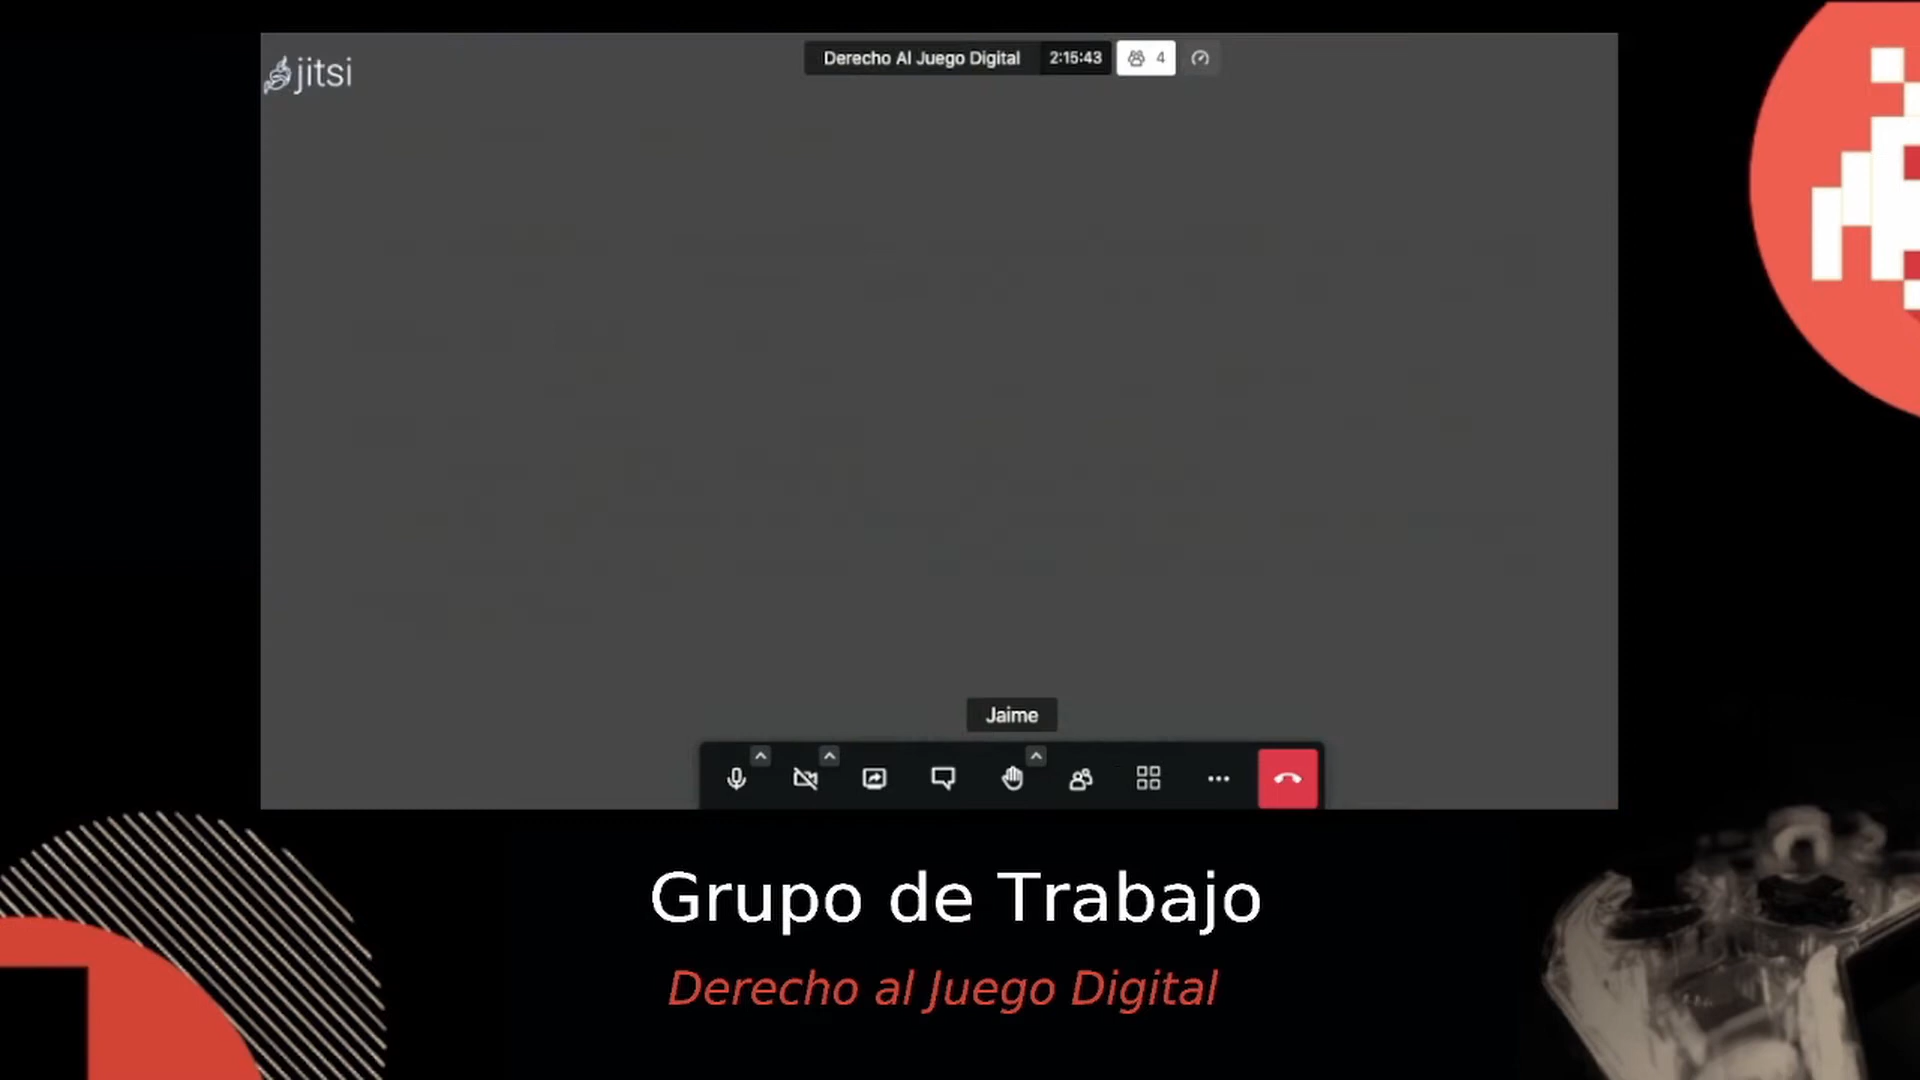 jitsi
Derecho Al Juego Digital 2:15:43 4
Jaime
Grupo de Trabajo
Derecho al Juego Digital